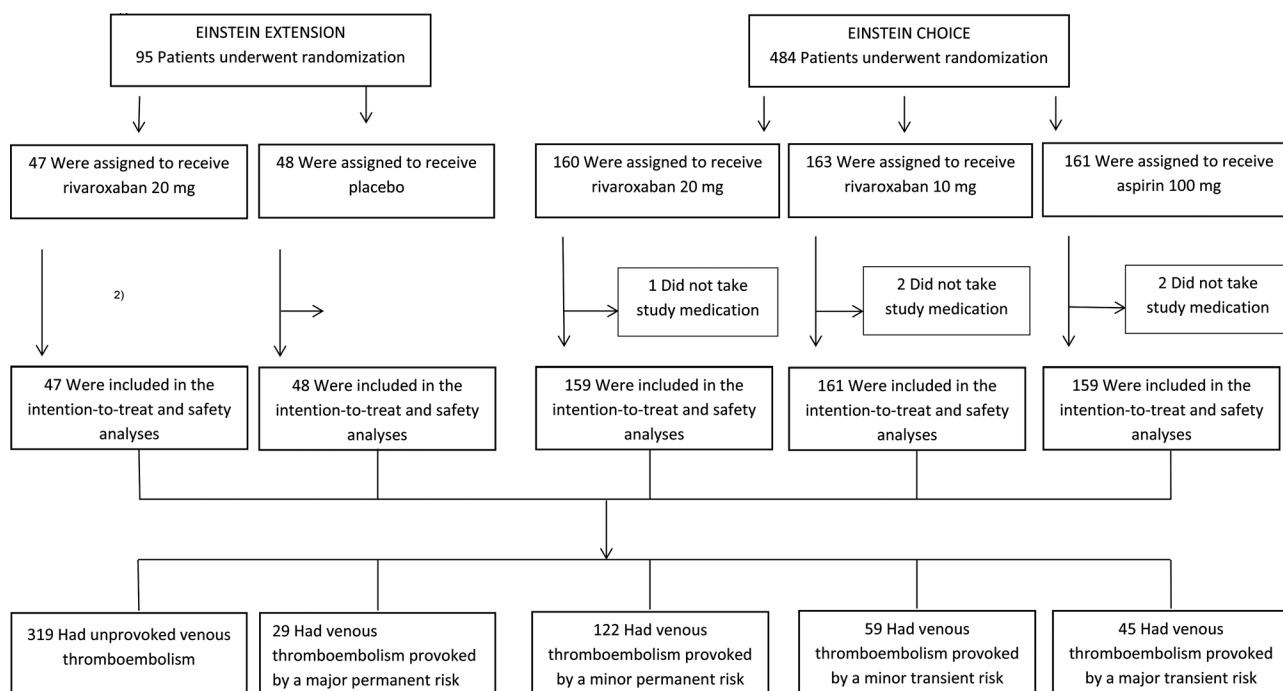 EINSTEIN EXTENSION
95 Patients underwent randomization
EINSTEIN CHOICE
484 Patients underwent randomization
47 Were assigned to receive
rivaroxaban 20 mg
48 Were assigned to receive
placebo
160 Were assigned to receive
rivaroxaban 20 mg
163 Were assigned to receive
rivaroxaban 10 mg
161 Were assigned to receive
aspirin 100 mg
2)
1 Did not take
study medication
2 Did not take
study medication
2 Did not take
study medication
47 Were included in the
intention-to-treat and safety
analyses
48 Were included in the
intention-to-treat and safety
analyses
159 Were included in the
intention-to-treat and safety
analyses
161 Were included in the
intention-to-treat and safety
analyses
159 Were included in the
intention-to-treat and safety
analyses
319 Had unprovoked venous
thromboembolism
29 Had venous
thromboembolism provoked
by a major permanent risk
122 Had venous
thromboembolism provoked
by a minor permanent risk
59 Had venous
thromboembolism provoked
by a minor transient risk
45 Had venous
thromboembolism provoked
by a major transient risk